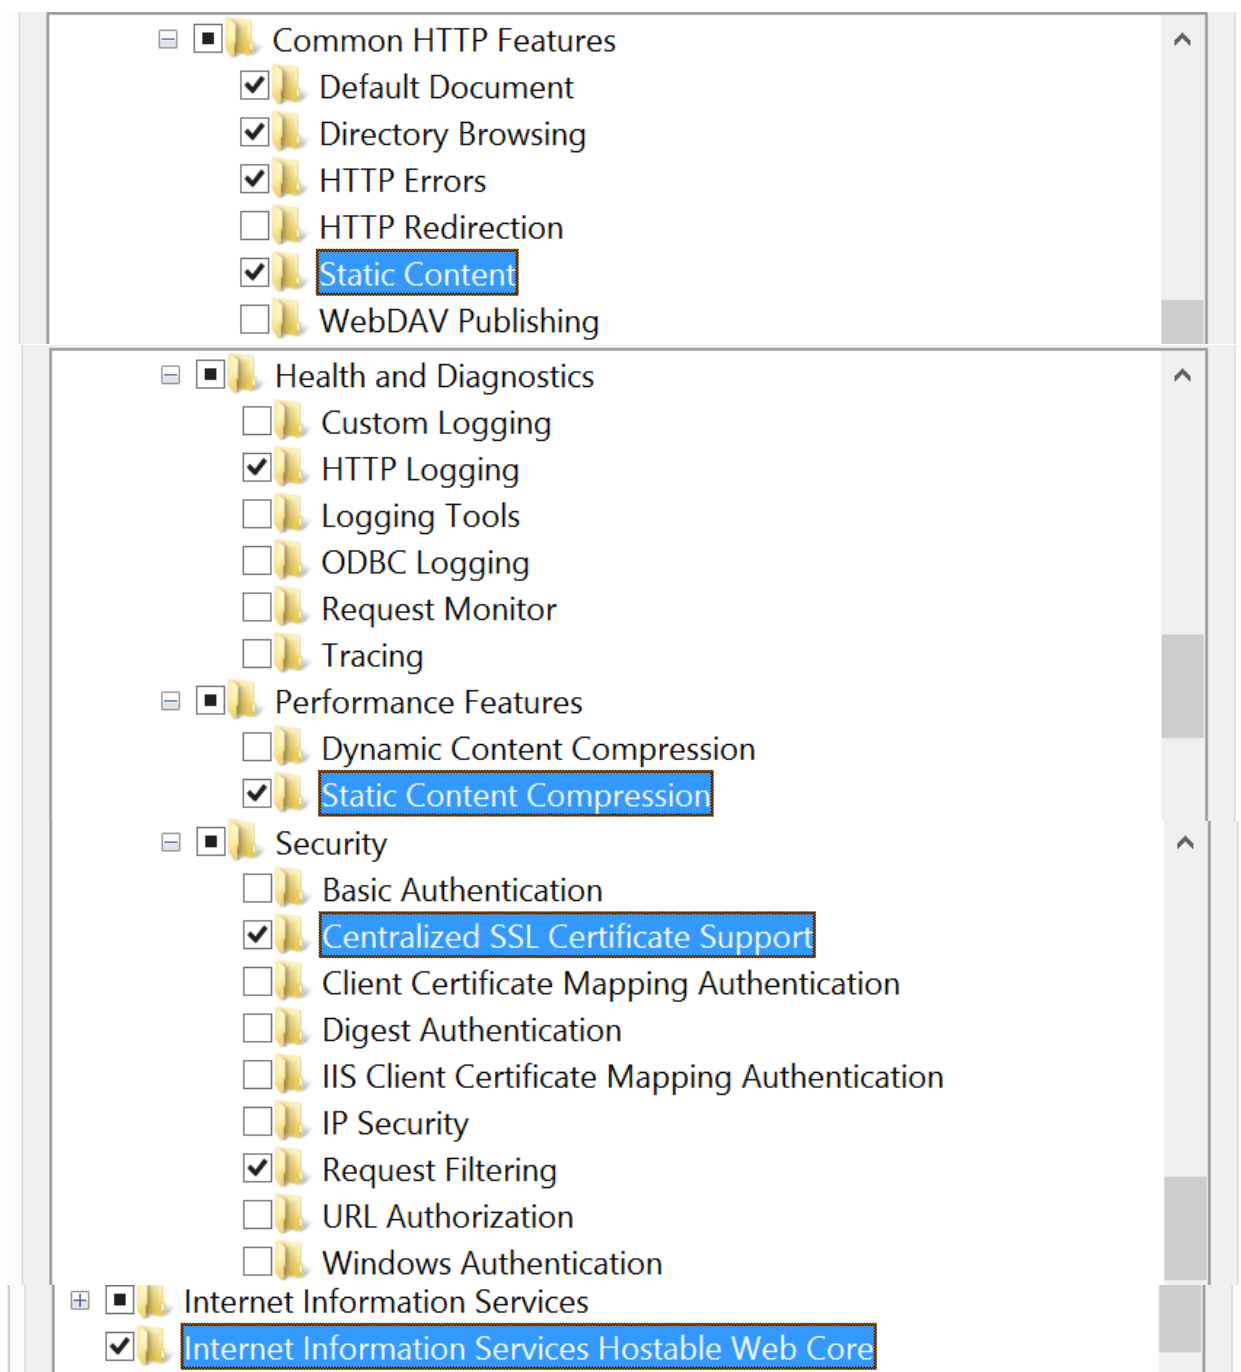 Common HTTP Features
Default Document
Directory Browsing
HTTP Errors
HTTP Redirection
Static Content
WebDAV Publishing
Health and Diagnostics
Custom Logging
HTTP Logging
Logging Tools
ODBC Logging
Request Monitor
Tracing
Performance Features
Dynamic Content Compression
Static Content Compression
Security
Basic Authentication
Centralized SSL Certificate Support
Client Certificate Mapping Authentication
Digest Authentication
IIS Client Certificate Mapping Authentication
IP Security
Request Filtering
URL Authorization
Windows Authentication
Internet Information Services
Internet Information Services Hostable Web Core